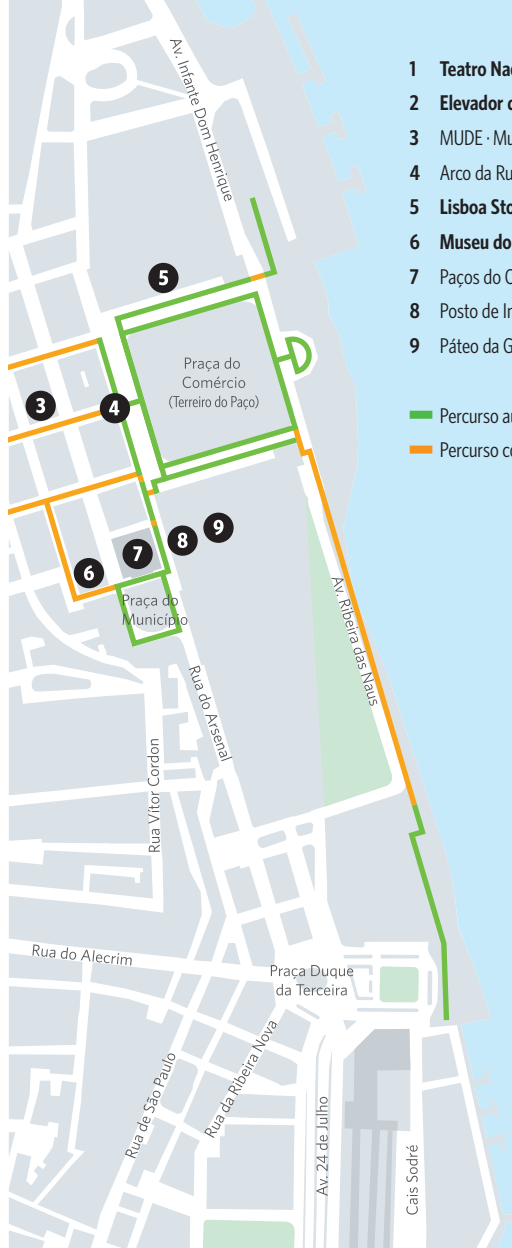 Av. Infante Dom Henrique
1 Teatro Na
2 Elevador
3 MUDE · Mu
4 Arco da Ru
5 Lisboa Sto
6 Museu do
7 Paços do
8 Posto de In
9 Páteo da G
Percurso au
Percurso co
5
Praça do
Comércio
(Terreiro do Paço)
3
4
9
8
7
6
Praça do
Município
Av. Ribeira das Naus
Rua do Arsenal
Rua Vítor Cordon
Rua do Alecrim
Praça Duque
da Terceira
Rua da Ribeira Nova
Rua de São Paulo
Av. 24 de Julho
Cais Sodré